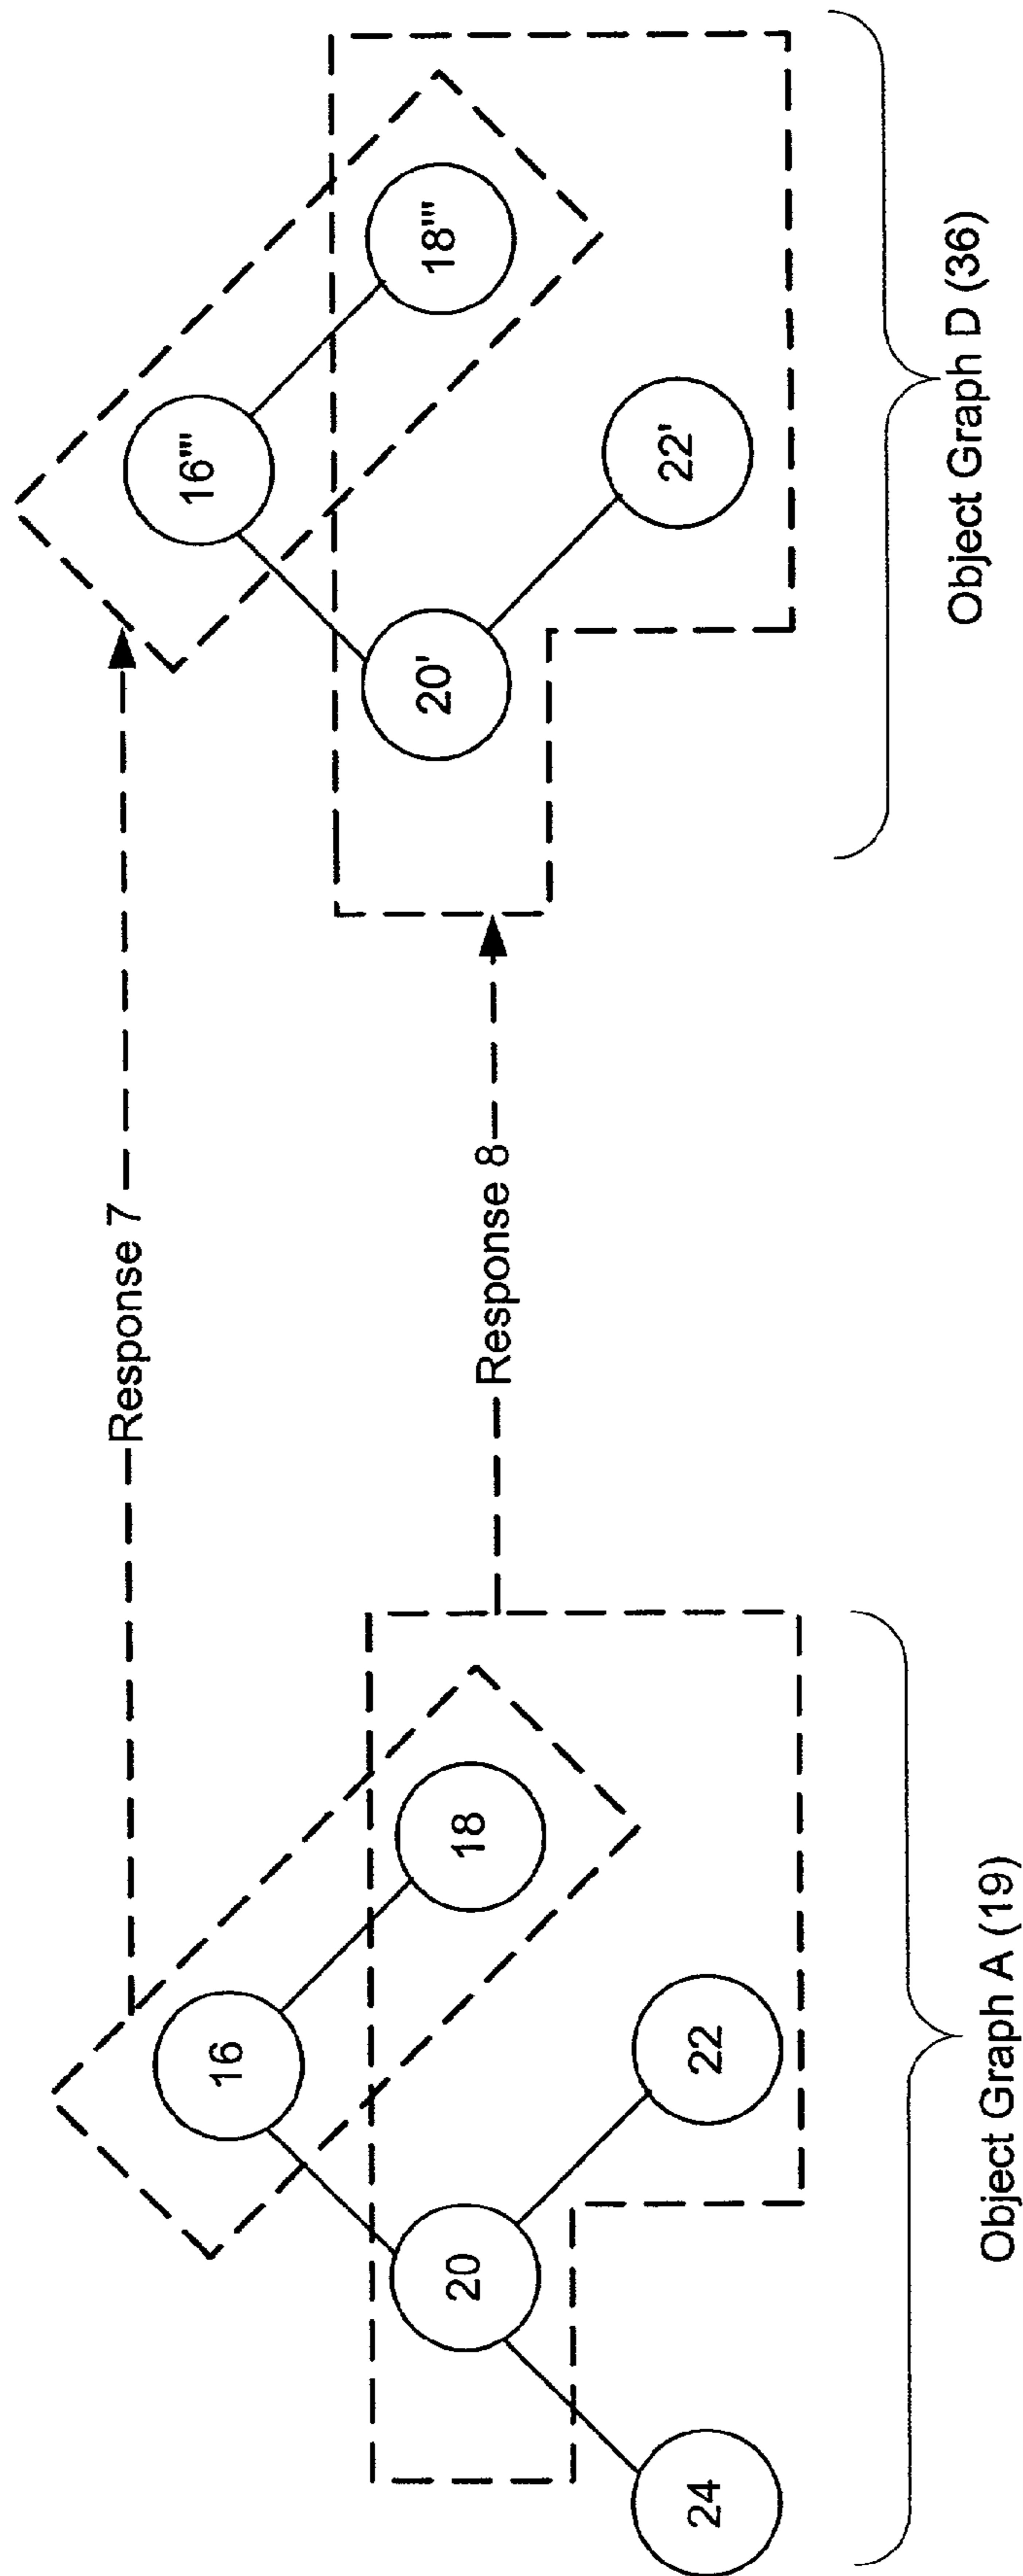 Response 7
Response 8
16
18
20
22
24
Object Graph A (19)
16'''
18'''
20'
22'
Object Graph D (36)